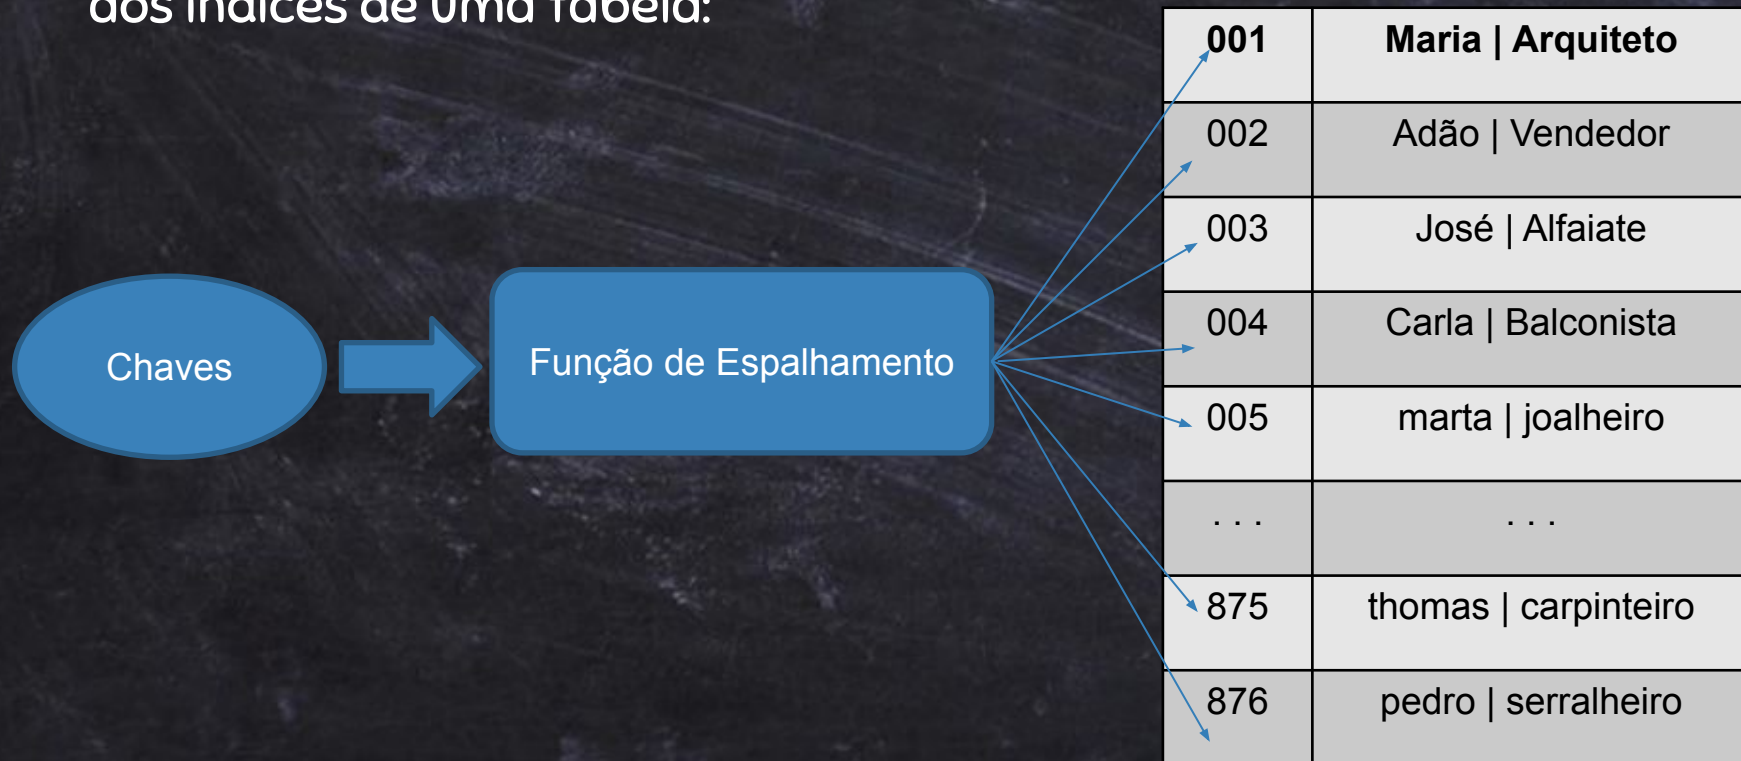 dos índices de uma tabela:
Chaves
Função de Espalhamento
001 Maria | Arquiteto
002 Adão | Vendedor
003 José | Alfaiate
004 Carla | Balconista
005 marta | joalheiro
. . . . . .
875 thomas | carpinteiro
876 pedro | serralheiro